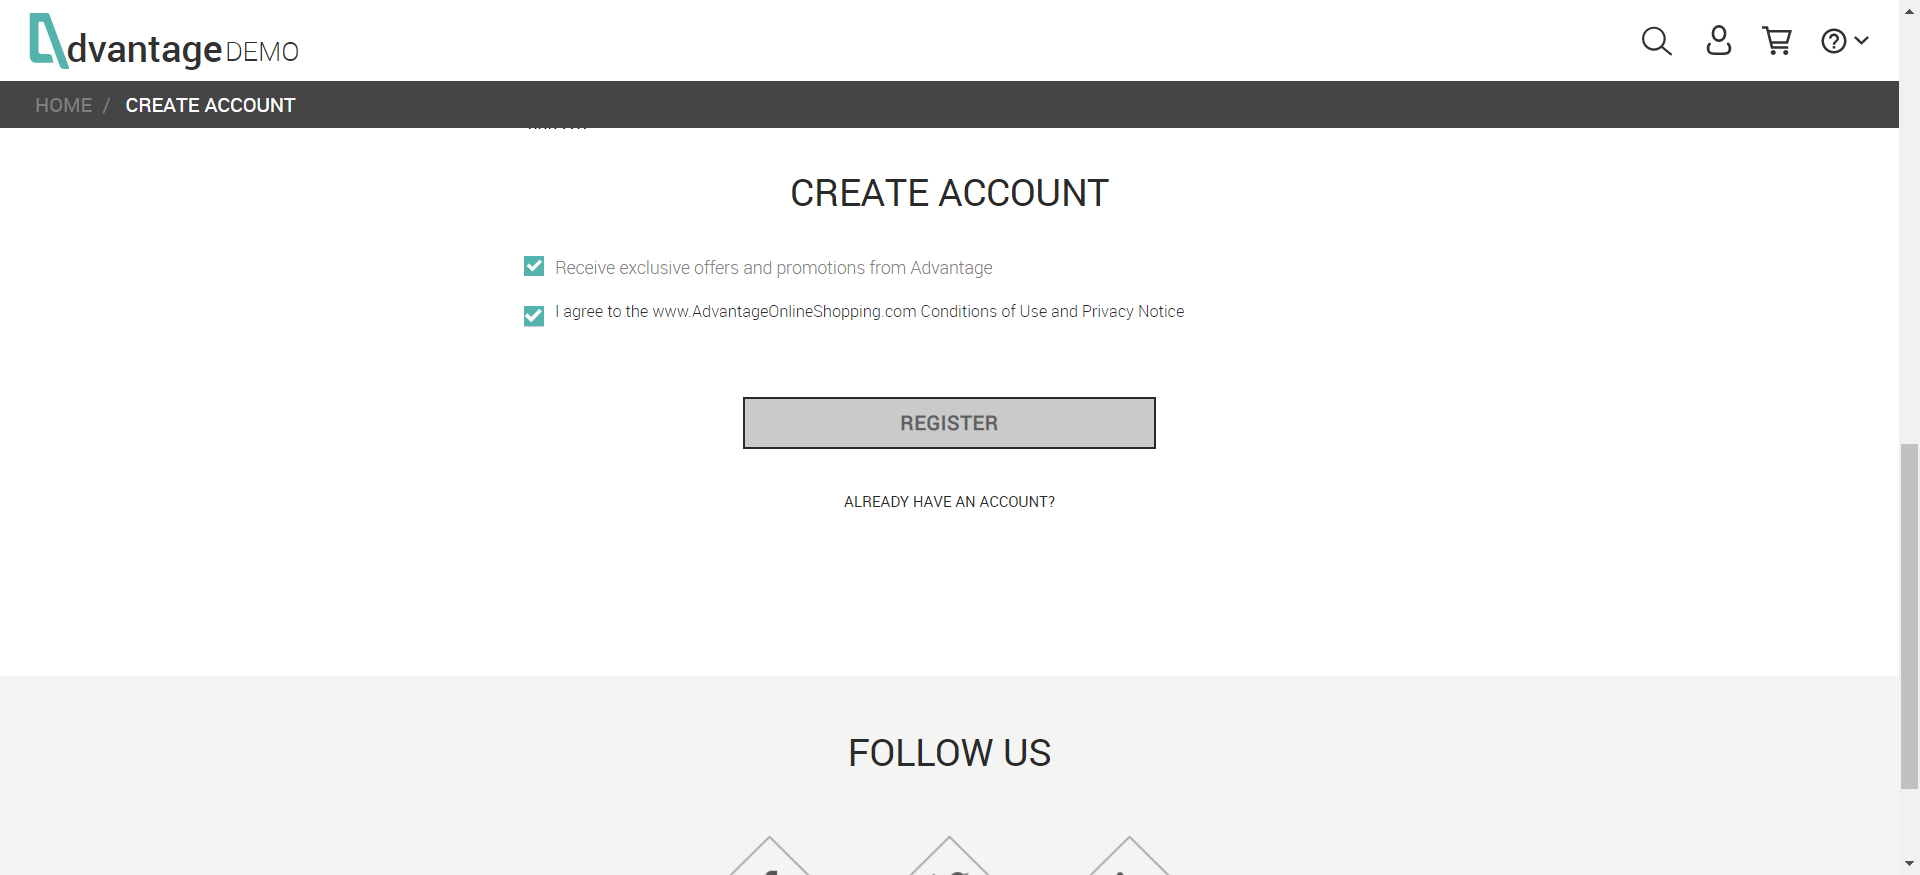 dvantage DEMO
HOME / CREATE ACCOUNT
CREATE ACCOUNT
Receive exclusive offers and promotions from Advantage
I agree to the www.AdvantageOnlineShopping.com Conditions of Use and Privacy Notice
REGISTER
ALREADY HAVE AN ACCOUNT?
FOLLOW US